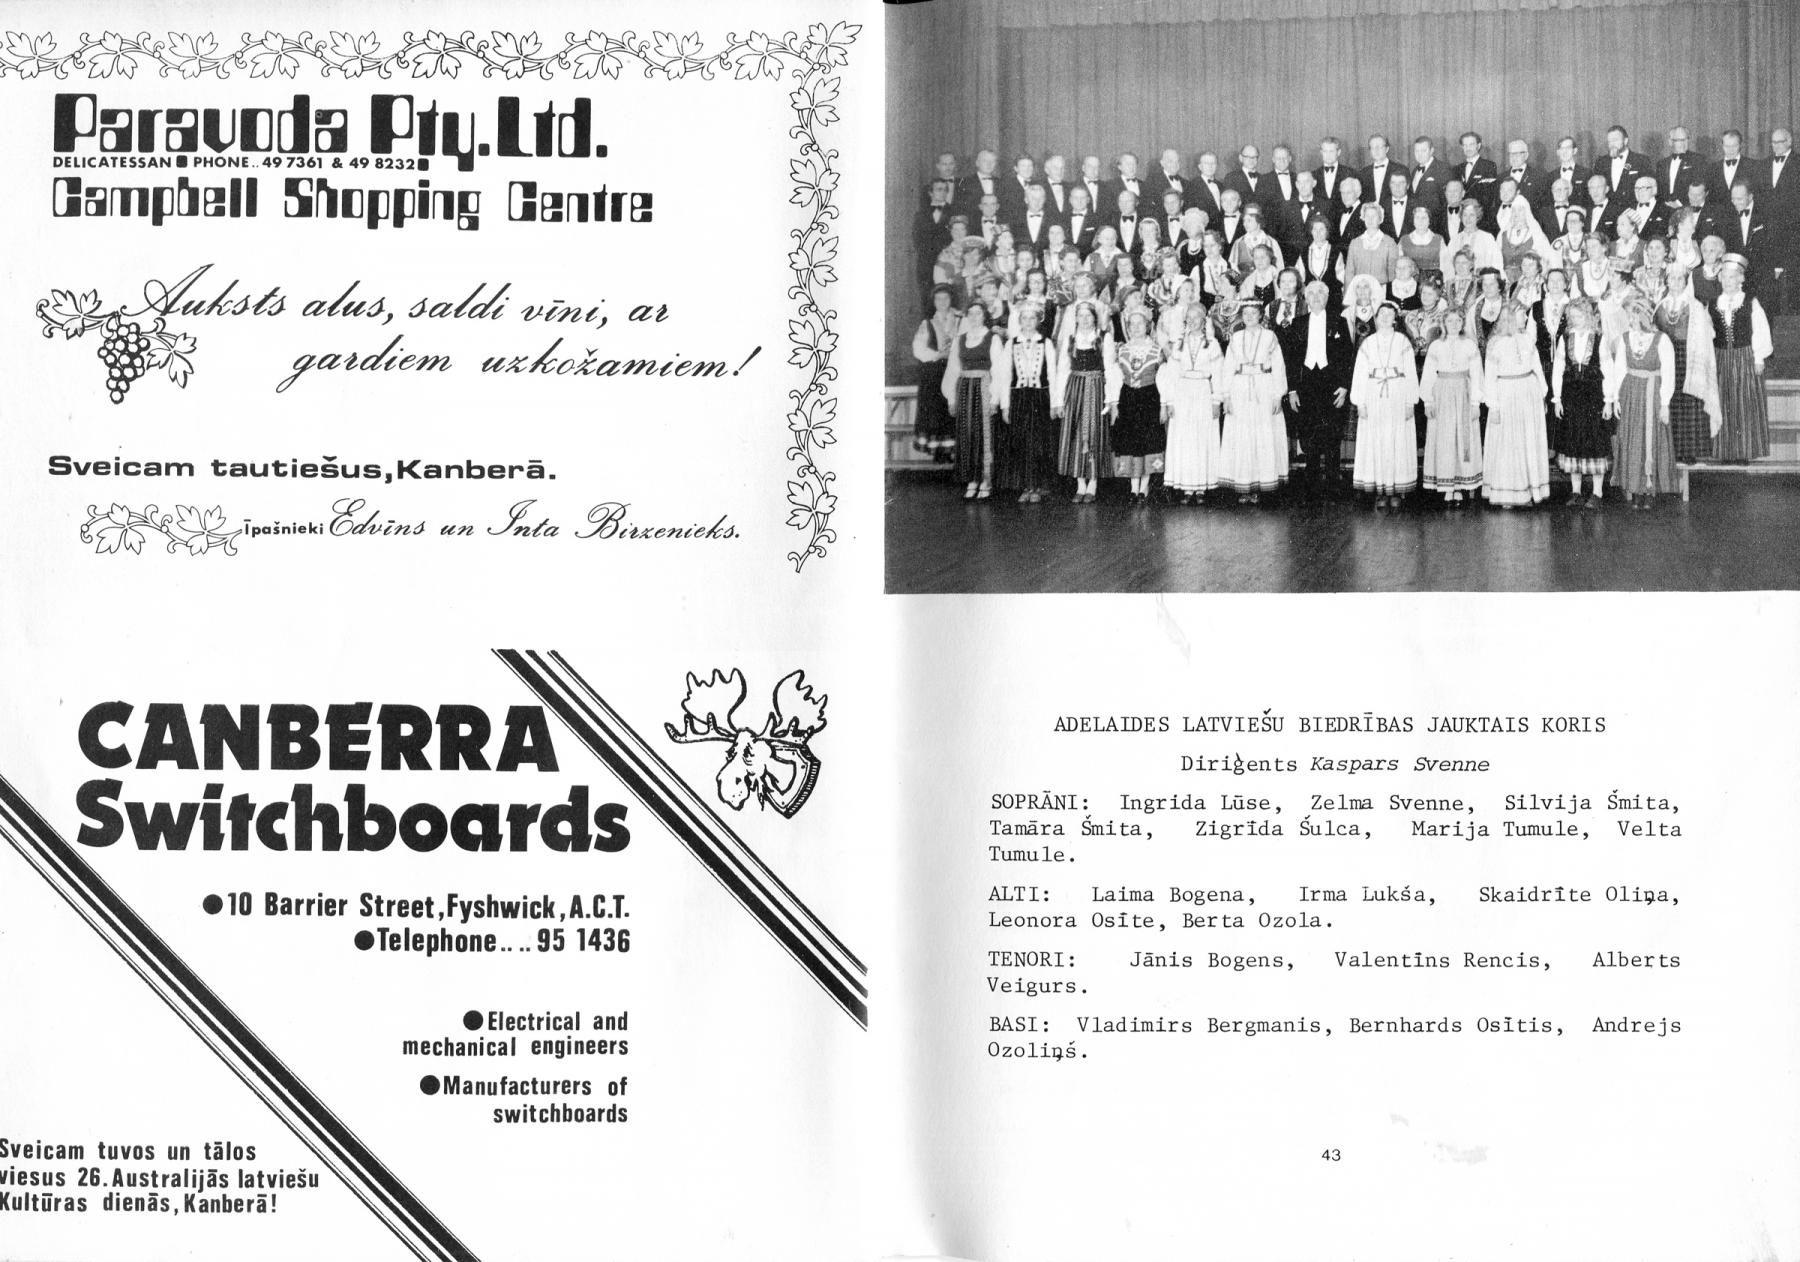 Paravoda Pty. Ltd.
DELICATESSAN ■ PHONE.. 49 7361 & 49 8232 ■
Campbell Shopping Centre
Auksts alus, saldi vīni, ar
gardiem uzkožamiem!
Sveicam tautiešus, Kanberā.
īpašnieki Edvīns un Inta Birzenieks.
CANBERRA
Switchboards
●10 Barrier Street, Fyshwick, A.C.T.
●Telephone.. .. 95 1436
●Electrical and
mechanical engineers
●Manufacturers of
switchboards
Sveicam tuvos un tālos
viesus 26. Australijās latviešu
Kultūras dienās, Kanberā!
ADELAIDES LATVIEŠU BIEDRĪBAS JAUKTAIS KORIS
Diriģents Kaspars Svenne
SOPRĀNI: Ingrida Lūse, Zelma Svenne, Silvija Šmita,
Tamāra Šmita, Zigrīda Šulca, Marija Tumule, Velta
Tumule.
ALTI: Laima Bogena, Irma Lukša, Skaidrīte Oliņa,
Leonora Osīte, Berta Ozola.
TENORI: Jānis Bogens, Valentīns Rencis, Alberts
Veigurs.
BASI: Vladimirs Bergmanis, Bernhards Osītis, Andrejs
Ozoliņš.
43